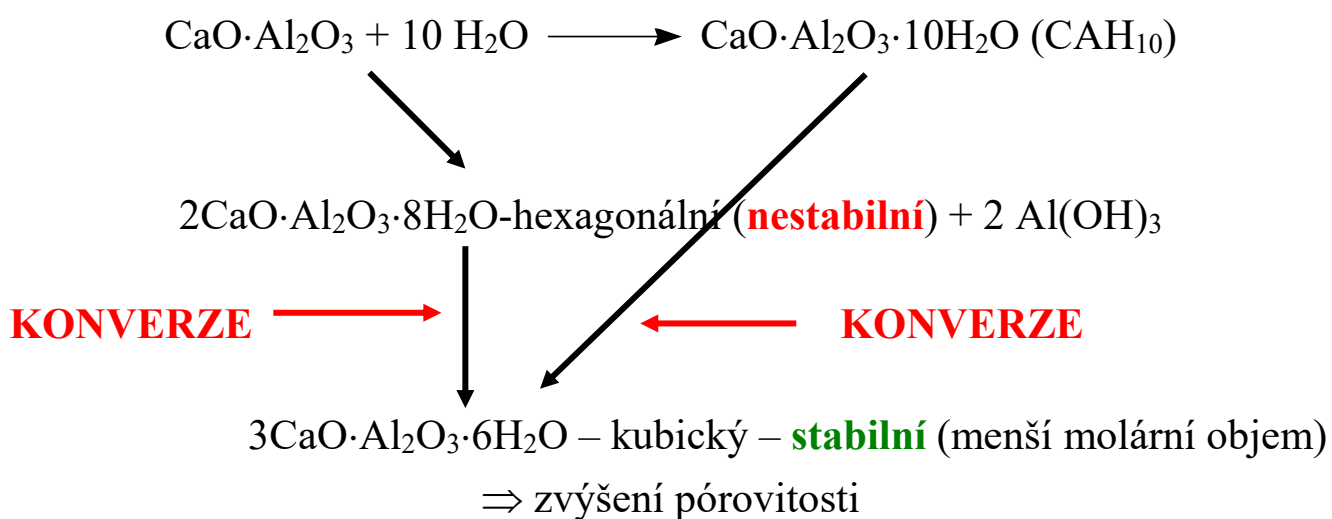 CaO·Al₂O₃ + 10 H₂O ⟶ CaO·Al₂O₃·10H₂O (CAH₁₀)
2CaO·Al₂O₃·8H₂O-hexagonální (nestabilní) + 2 Al(OH)₃
KONVERZE KONVERZE
3CaO·Al₂O₃·6H₂O – kubický – stabilní (menší molární objem)
⇒ zvýšení pórovitosti